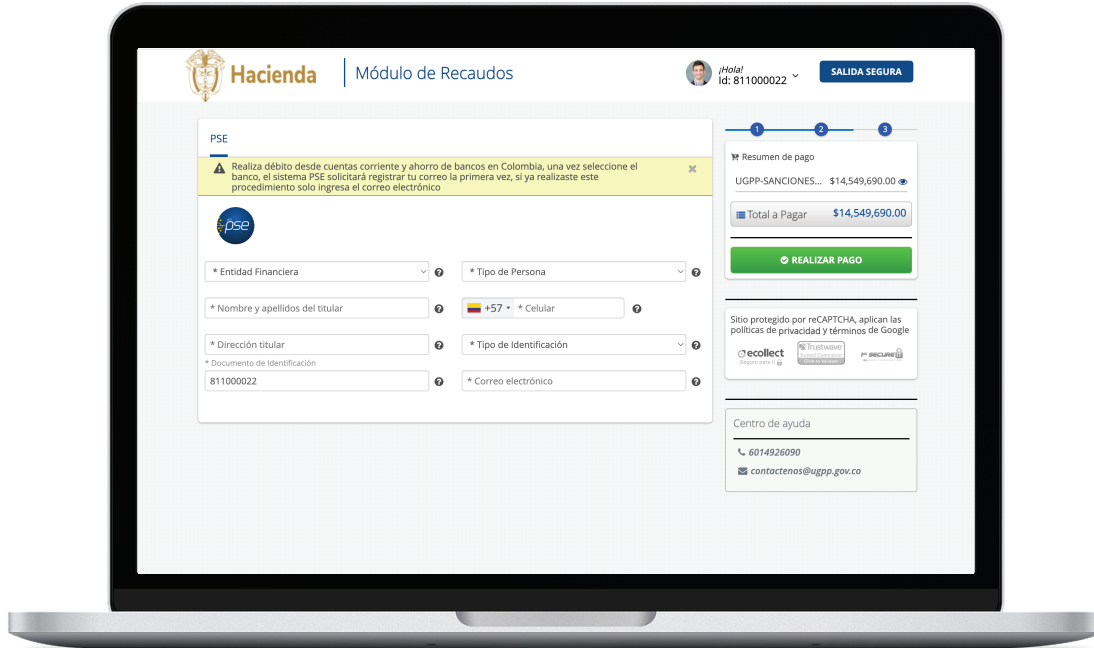 Hacienda
Módulo de Recaudos
¡Hola!
Id: 811000022
SALIDA SEGURA
PSE
Realiza débito desde cuentas corriente y ahorro de bancos en Colombia, una vez seleccione el
banco, el sistema PSE solicitará registrar tu correo la primera vez, si ya realizaste este
procedimiento solo ingresa el correo electrónico
pse
* Entidad Financiera
* Tipo de Persona
* Nombre y apellidos del titular
+57
* Celular
* Dirección titular
* Tipo de Identificación
* Documento de Identificación
811000022
* Correo electrónico
1
2
3
Resumen de pago
UGPP-SANCIONES... $14,549,690.00
Total a Pagar $14,549,690.00
REALIZAR PAGO
Sitio protegido por reCAPTCHA, aplican las
políticas de privacidad y términos de Google
ecollect
Seguro para ti
Trustwave
Trusted Commerce
SECURE
Centro de ayuda
6014926090
contactenos@ugpp.gov.co